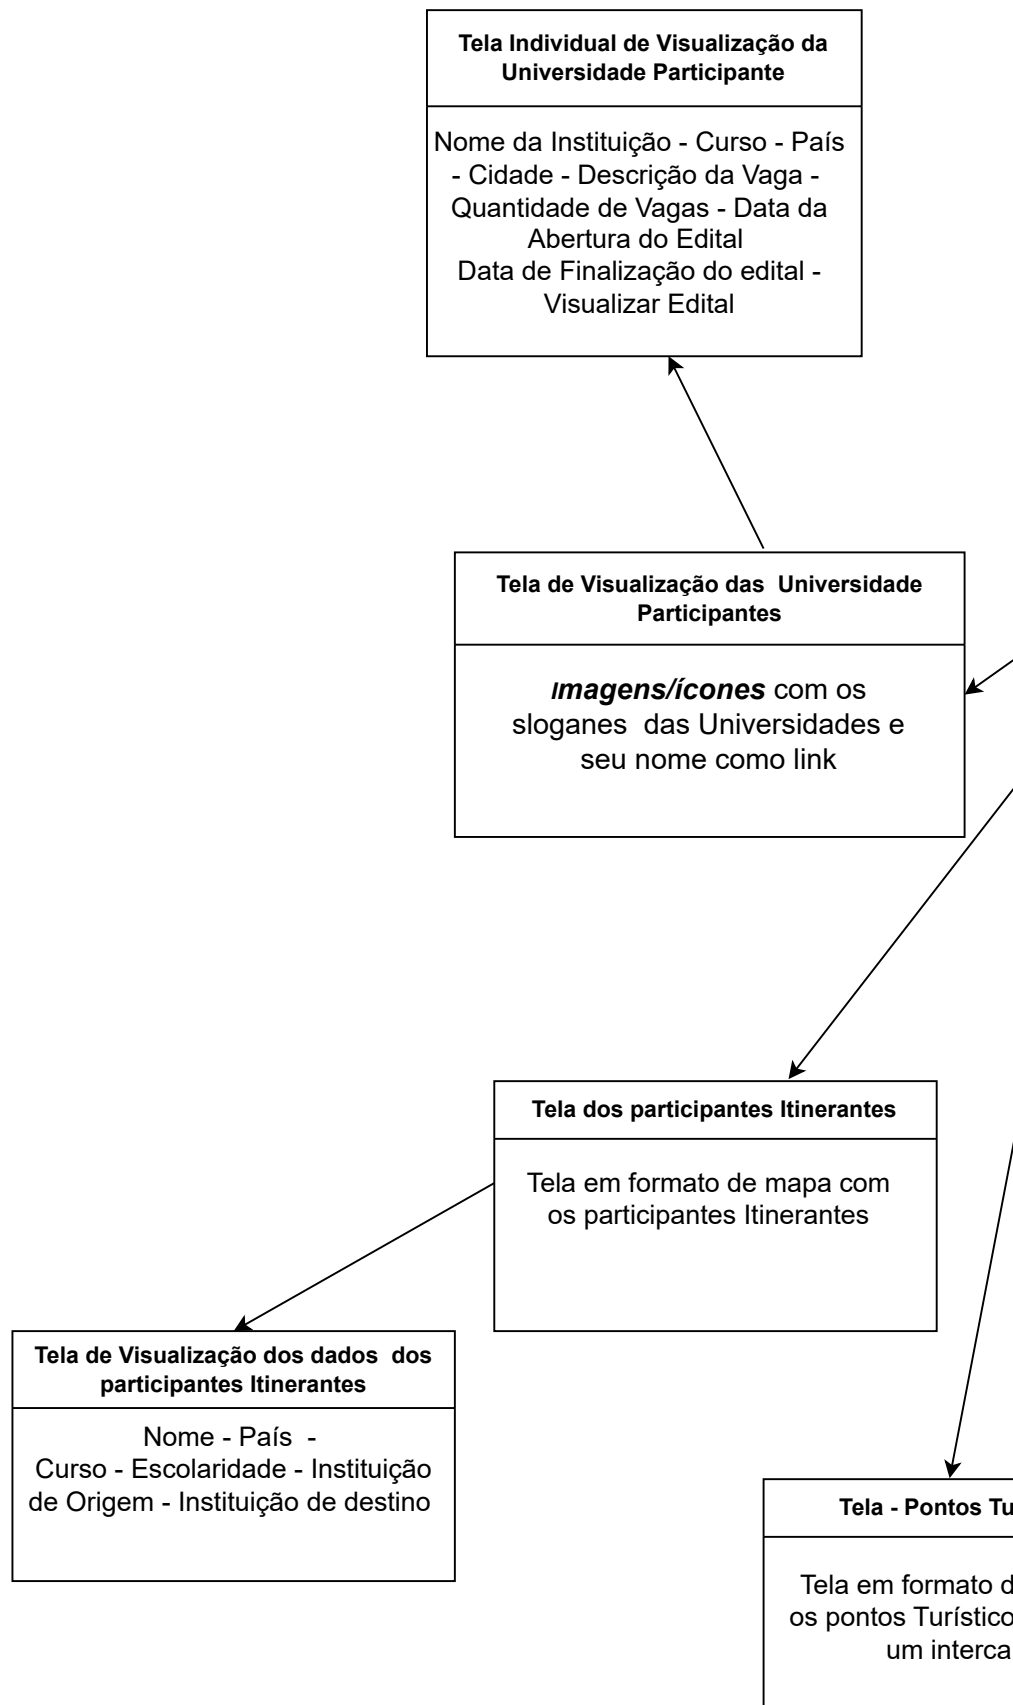 Tela Individual de Visualização da
Universidade Participante
Nome da Instituição - Curso - País
- Cidade - Descrição da Vaga -
Quantidade de Vagas - Data da
Abertura do Edital
Data de Finalização do edital -
Visualizar Edital
Tela de Visualização das  Universidade
Participantes
Imagens/ícones com os
sloganes  das Universidades e
seu nome como link
Tela dos participantes Itinerantes
Tela em formato de mapa com
os participantes Itinerantes
Tela de Visualização dos dados  dos
participantes Itinerantes
Nome - País  -
Curso - Escolaridade - Instituição
de Origem - Instituição de destino
Tela - Pontos Tu
Tela em formato d
os pontos Turístico
um interca